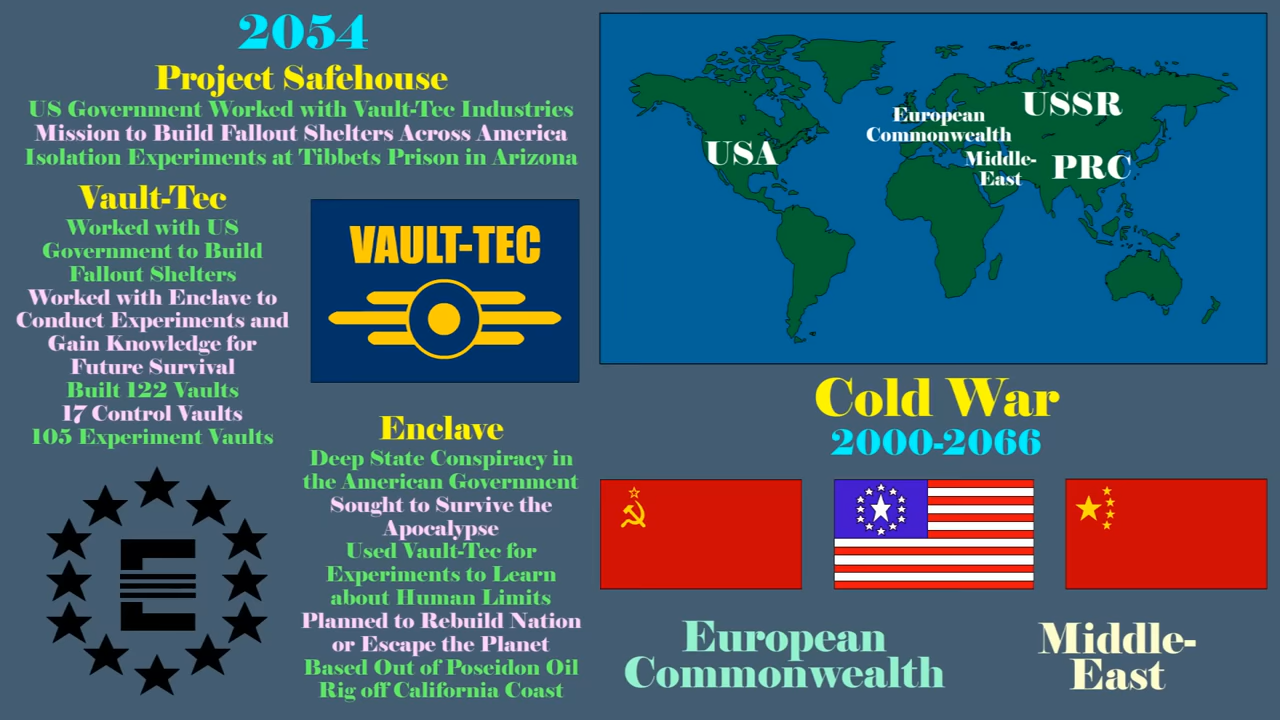 2054
Project Safehouse
US Government Worked with Vault-Tec Industries
Mission to Build Fallout Shelters Across America
Isolation Experiments at Tibbets Prison in Arizona
Vault-Tec
Worked with US
Government to Build
Fallout Shelters
Worked with Enclave to
Conduct Experiments and
Gain Knowledge for
Future Survival
Built 122 Vaults
17 Control Vaults
105 Experiment Vaults
VAULT-TEC
Enclave
Deep State Conspiracy in
the American Government
Sought to Survive the
Apocalypse
Used Vault-Tec for
Experiments to Learn
about Human Limits
Planned to Rebuild Nation
or Escape the Planet
Based Out of Poseidon Oil
Rig off California Coast
E
USA
European
Commonwealth
USSR
Middle-
East
PRC
Cold War
2000-2066
European
Commonwealth
Middle-
East